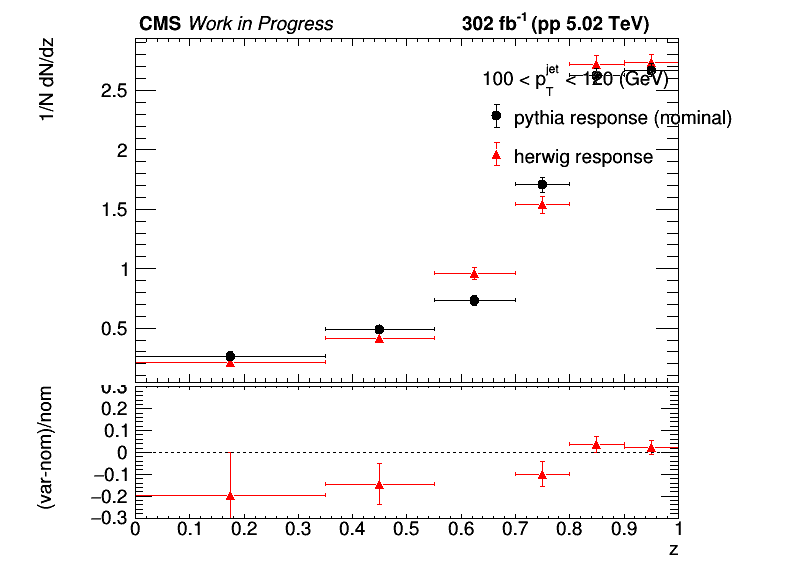 CMS Work in Progress 302 fb-1 (pp 5.02 TeV)
1/N dN/dz
100 < pTjet < 120 (GeV)
pythia response (nominal)
herwig response
2.5
2
1.5
1
0.5
(var-nom)/nom
0.3
0.2
0.1
0
−0.1
−0.2
−0.3
0 0.1 0.2 0.3 0.4 0.5 0.6 0.7 0.8 0.9 1
z